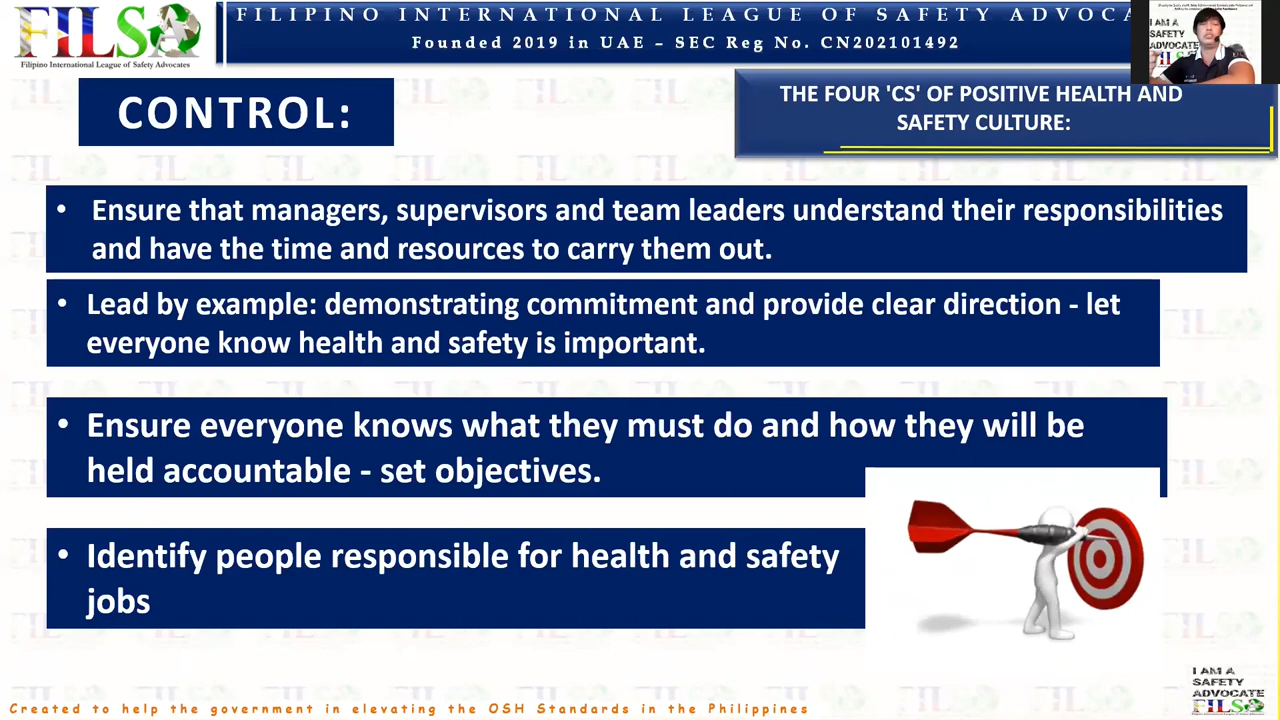 FILSA
Filipino International League of Safety Advocates
FILIPINO INTERNATIONAL LEAGUE OF SAFETY ADVOCA
Founded 2019 in UAE – SEC Reg No. CN202101492
I AM A
SAFETY
ADVOCATE
CONTROL:
THE FOUR 'CS' OF POSITIVE HEALTH AND
SAFETY CULTURE:
• Ensure that managers, supervisors and team leaders understand their responsibilities
and have the time and resources to carry them out.
• Lead by example: demonstrating commitment and provide clear direction - let
everyone know health and safety is important.
• Ensure everyone knows what they must do and how they will be
held accountable - set objectives.
• Identify people responsible for health and safety
jobs
I AM A
SAFETY
ADVOCATE
FILSA
Created to help the government in elevating the OSH Standards in the Philippines